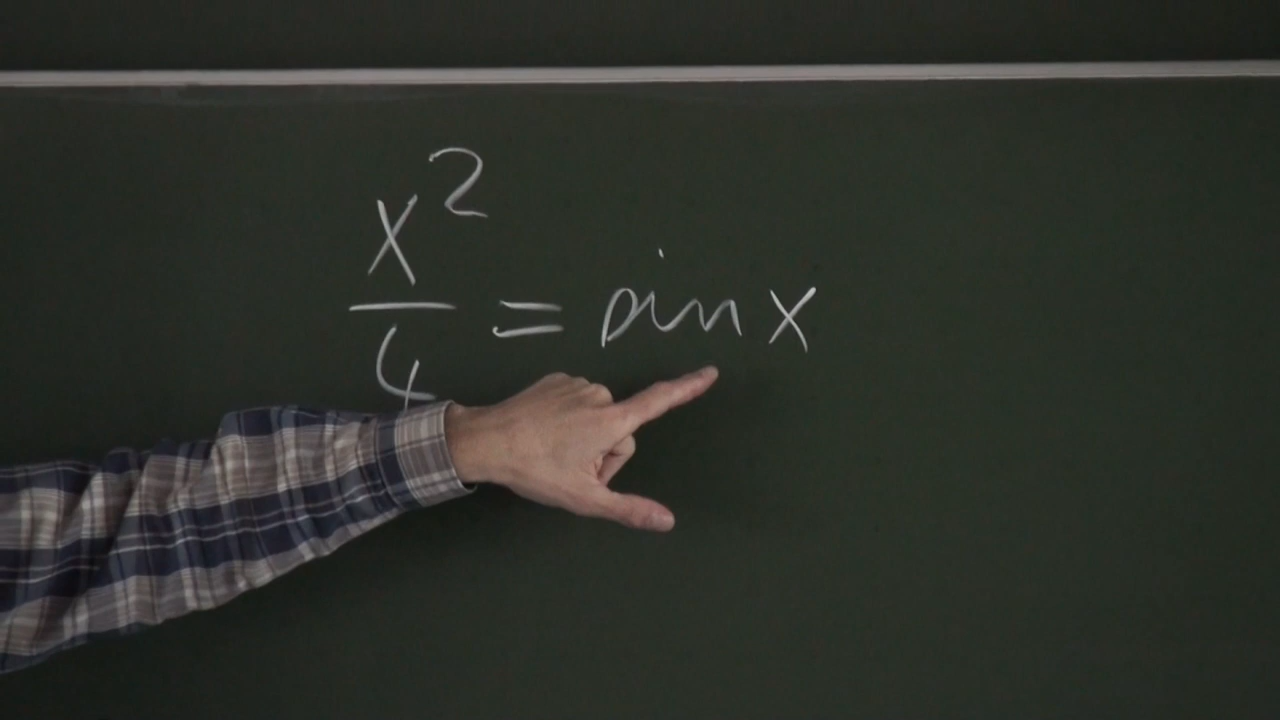 x²/4 = sin x